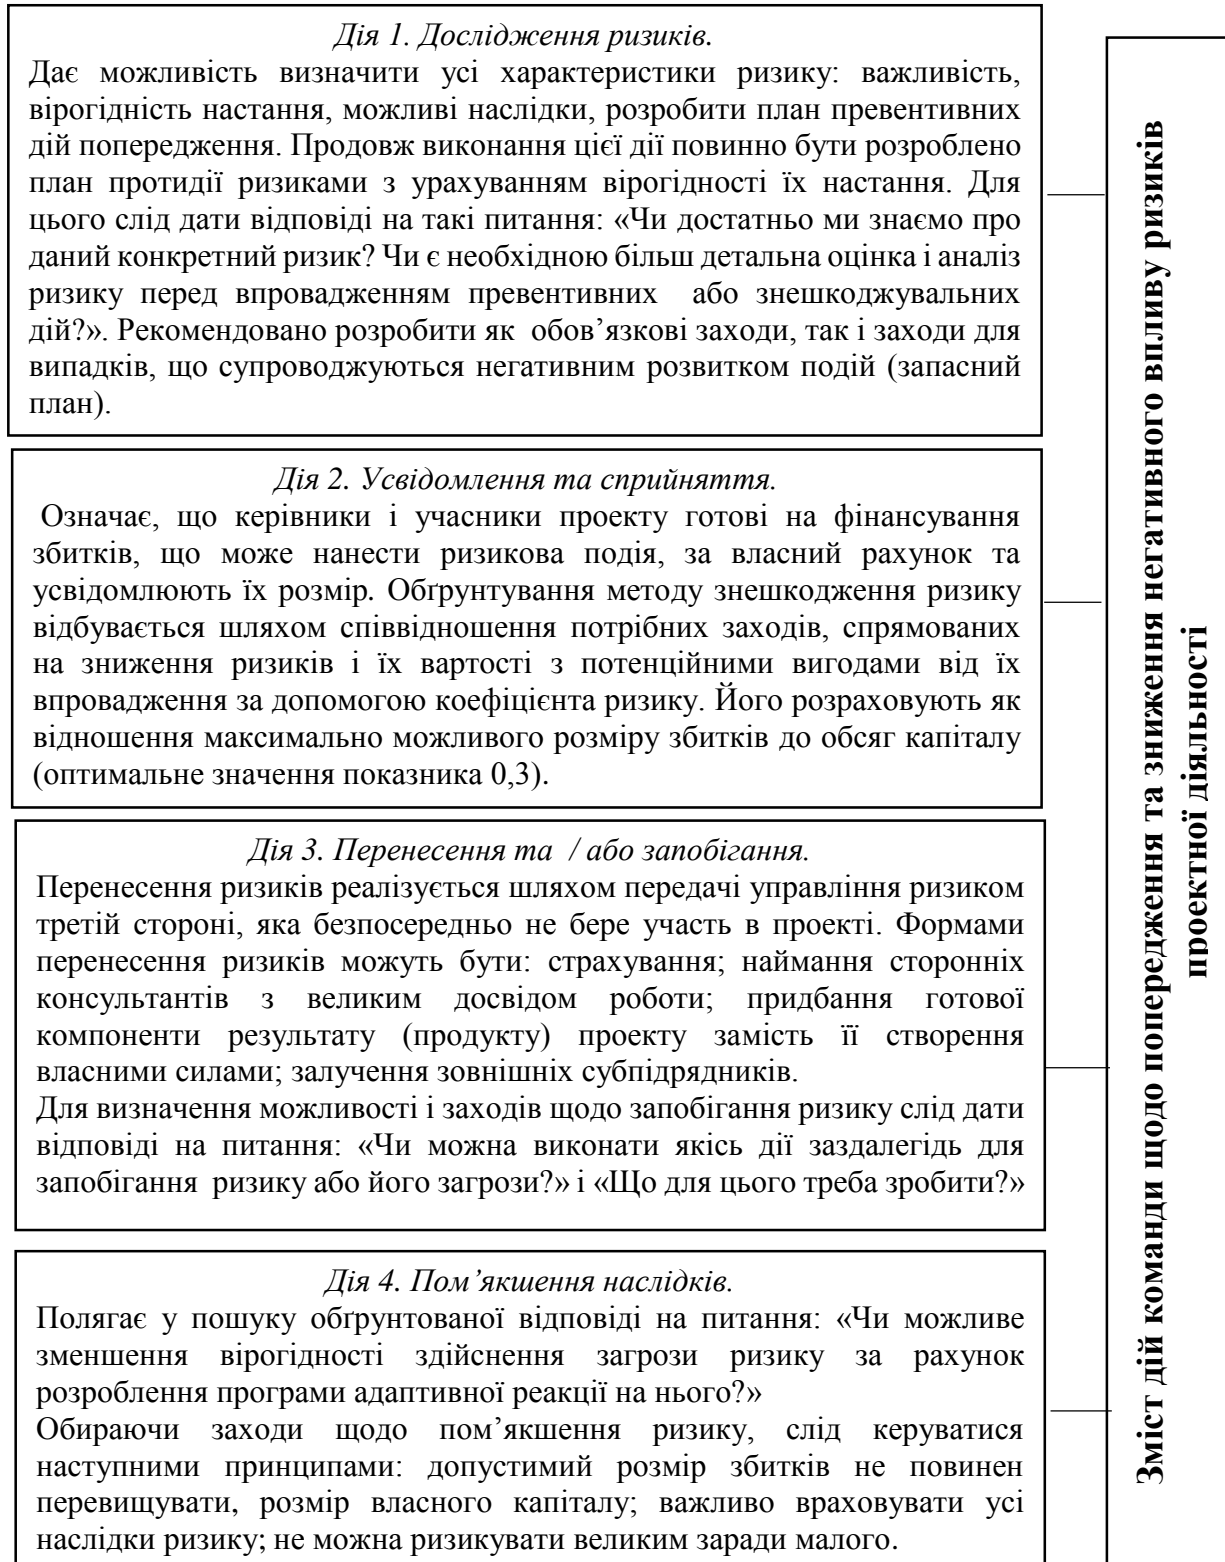 Дія 1. Дослідження ризиків.
Дає можливість визначити усі характеристики ризику: важливість,
вірогідність настання, можливі наслідки, розробити план превентивних
дій попередження. Продовж виконання цієї дії повинно бути розроблено
план протидії ризиками з урахуванням вірогідності їх настання. Для
цього слід дати відповіді на такі питання: «Чи достатньо ми знаємо про
даний конкретний ризик? Чи є необхідною більш детальна оцінка і аналіз
ризику перед впровадженням превентивних або знешкоджувальних
дій?». Рекомендовано розробити як обов’язкові заходи, так і заходи для
випадків, що супроводжуються негативним розвитком подій (запасний
план).
Дія 2. Усвідомлення та сприйняття.
Означає, що керівники і учасники проекту готові на фінансування
збитків, що може нанести ризикова подія, за власний рахунок та
усвідомлюють їх розмір. Обґрунтування методу знешкодження ризику
відбувається шляхом співвідношення потрібних заходів, спрямованих
на зниження ризиків і їх вартості з потенційними вигодами від їх
впровадження за допомогою коефіцієнта ризику. Його розраховують як
відношення максимально можливого розміру збитків до обсяг капіталу
(оптимальне значення показника 0,3).
Дія 3. Перенесення та / або запобігання.
Перенесення ризиків реалізується шляхом передачі управління ризиком
третій стороні, яка безпосередньо не бере участь в проекті. Формами
перенесення ризиків можуть бути: страхування; наймання сторонніх
консультантів з великим досвідом роботи; придбання готової
компоненти результату (продукту) проекту замість її створення
власними силами; залучення зовнішніх субпідрядників.
Для визначення можливості і заходів щодо запобігання ризику слід дати
відповіді на питання: «Чи можна виконати якісь дії заздалегідь для
запобігання ризику або його загрози?» і «Що для цього треба зробити?»
Дія 4. Пом’якшення наслідків.
Полягає у пошуку обґрунтованої відповіді на питання: «Чи можливе
зменшення вірогідності здійснення загрози ризику за рахунок
розроблення програми адаптивної реакції на нього?»
Обираючи заходи щодо пом’якшення ризику, слід керуватися
наступними принципами: допустимий розмір збитків не повинен
перевищувати, розмір власного капіталу; важливо враховувати усі
наслідки ризику; не можна ризикувати великим заради малого.
Зміст дій команди щодо попередження та зниження негативного впливу ризиків
проектної діяльності